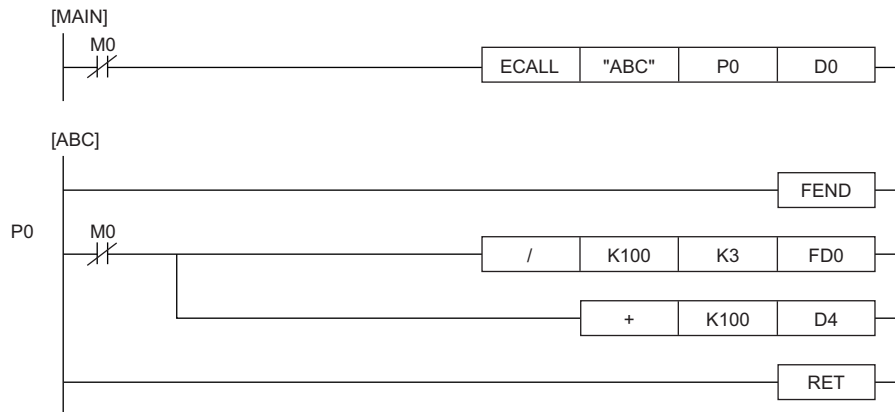 [MAIN]
M0
ECALL "ABC" P0 D0
[ABC]
FEND
P0 M0
/ K100 K3 FD0
+ K100 D4
RET